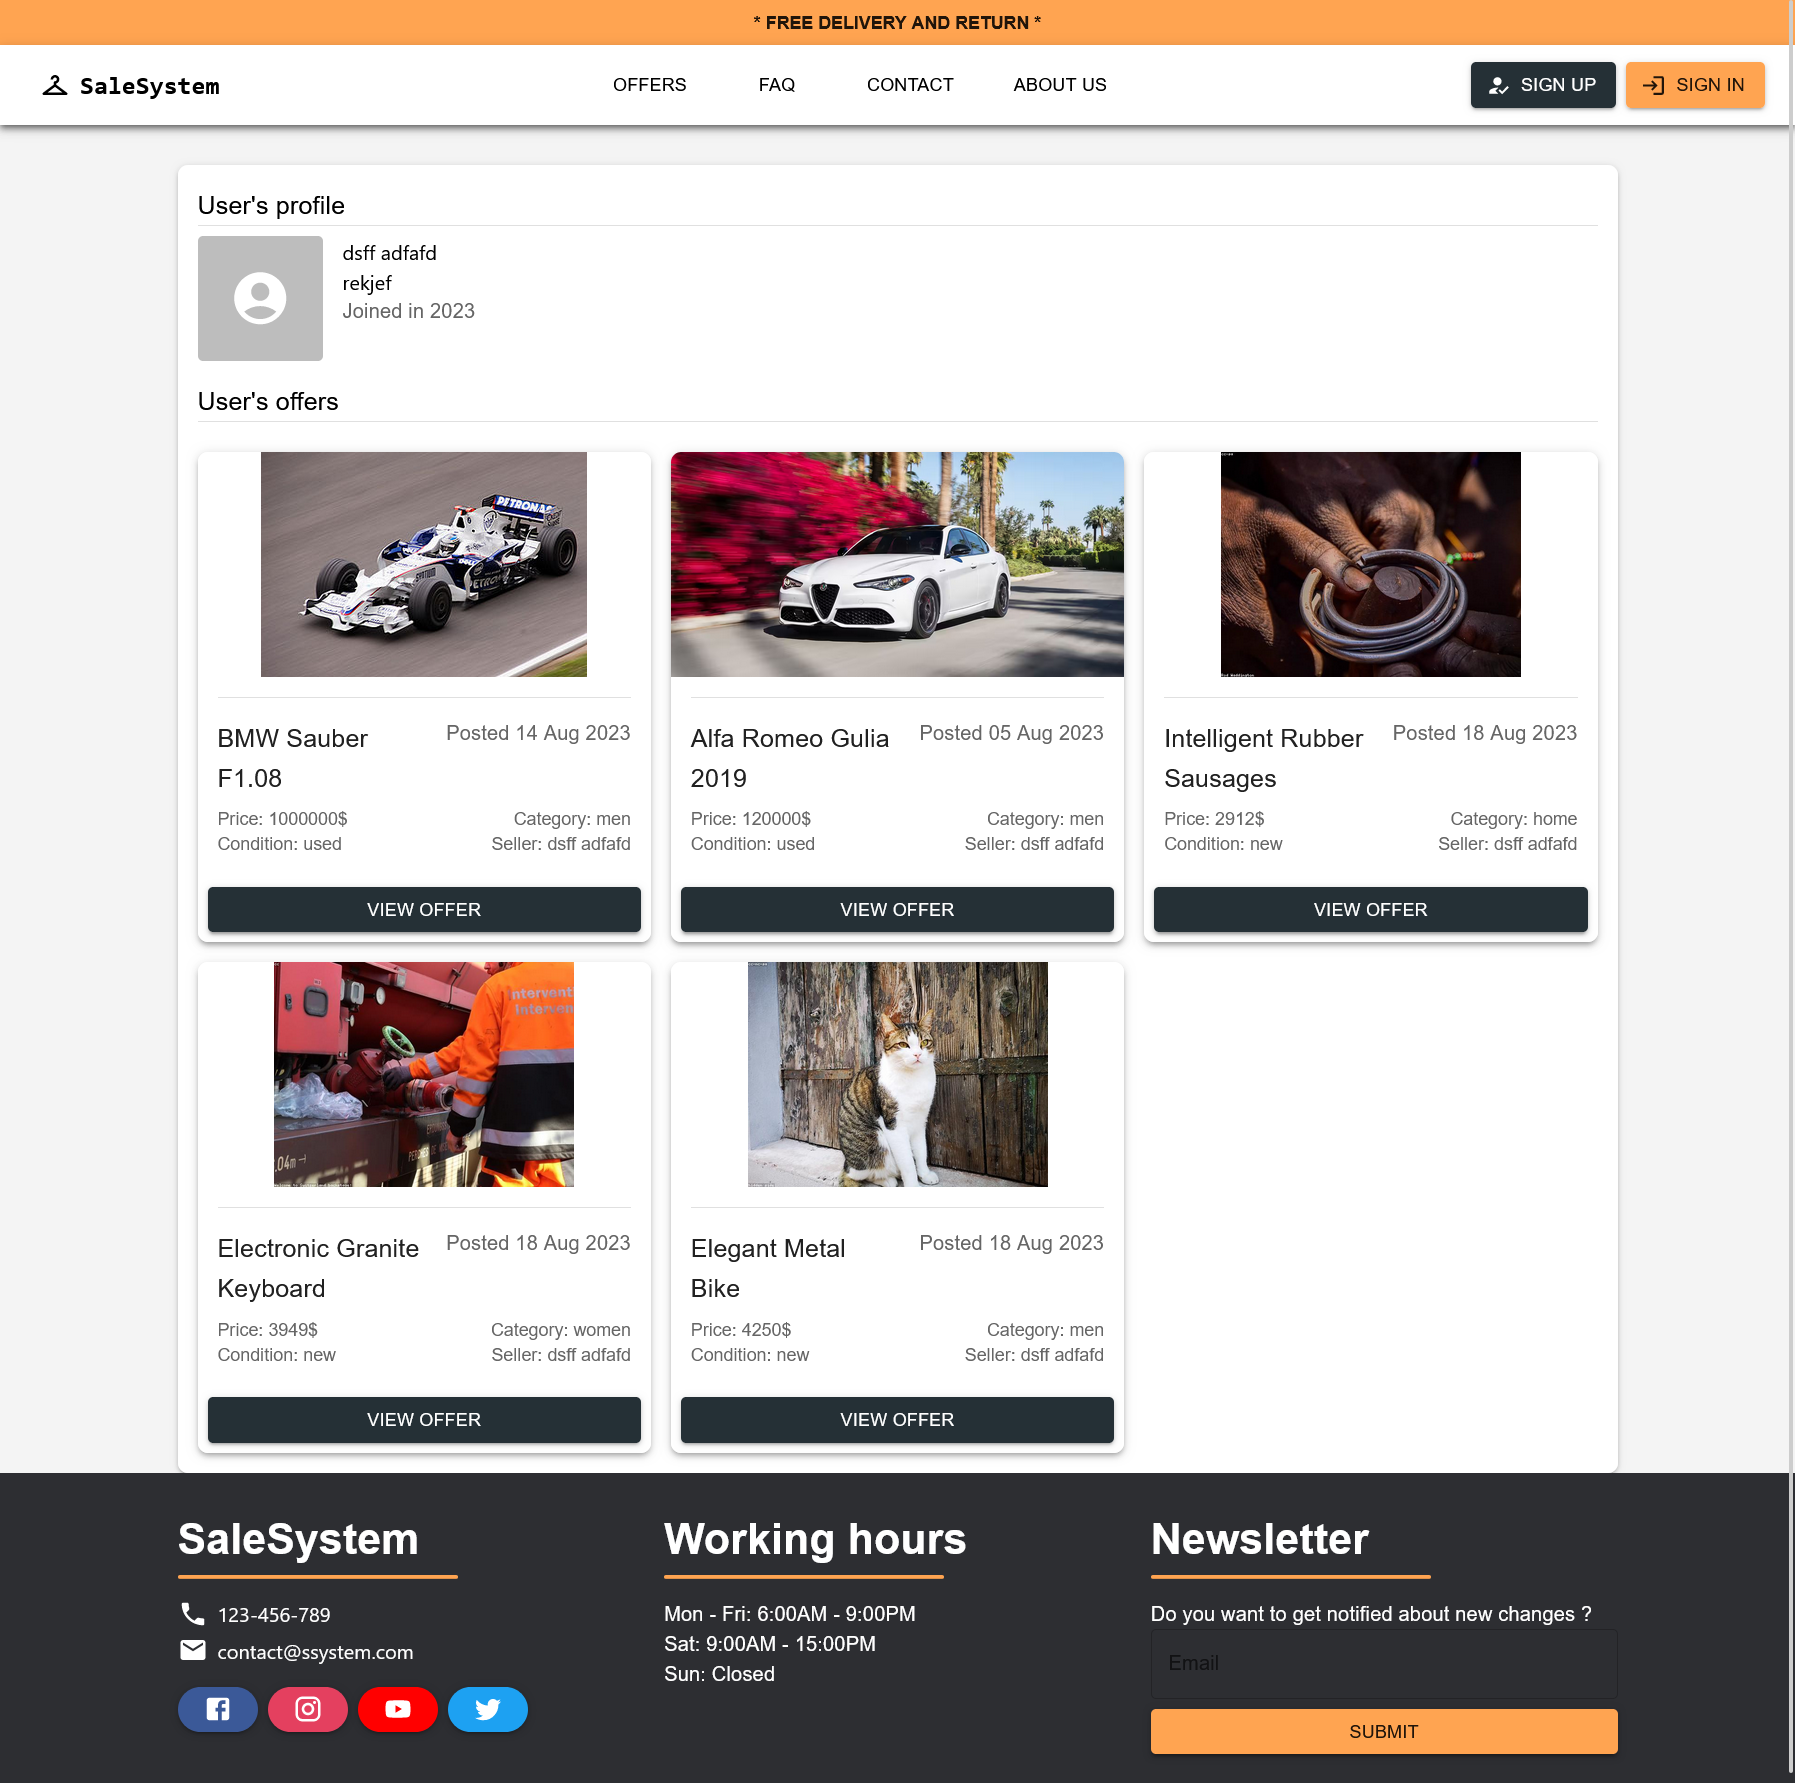 * FREE DELIVERY AND RETURN *
SaleSystem
OFFERS
FAQ
CONTACT
ABOUT US
SIGN UP
SIGN IN
User's profile
dsff adfafd
rekjef
Joined in 2023
User's offers
PETRONAS
BMW Sauber
F1.08
Posted 14 Aug 2023
Price: 1000000$
Category: men
Condition: used
Seller: dsff adfafd
VIEW OFFER
Alfa Romeo Gulia
2019
Posted 05 Aug 2023
Price: 120000$
Category: men
Condition: used
Seller: dsff adfafd
VIEW OFFER
Intelligent Rubber
Sausages
Posted 18 Aug 2023
Price: 2912$
Category: home
Condition: new
Seller: dsff adfafd
VIEW OFFER
Electronic Granite
Keyboard
Posted 18 Aug 2023
Price: 3949$
Category: women
Condition: new
Seller: dsff adfafd
VIEW OFFER
Elegant Metal
Bike
Posted 18 Aug 2023
Price: 4250$
Category: men
Condition: new
Seller: dsff adfafd
VIEW OFFER
SaleSystem
123-456-789
contact@ssystem.com
Working hours
Mon - Fri: 6:00AM - 9:00PM
Sat: 9:00AM - 15:00PM
Sun: Closed
Newsletter
Do you want to get notified about new changes ?
Email
SUBMIT